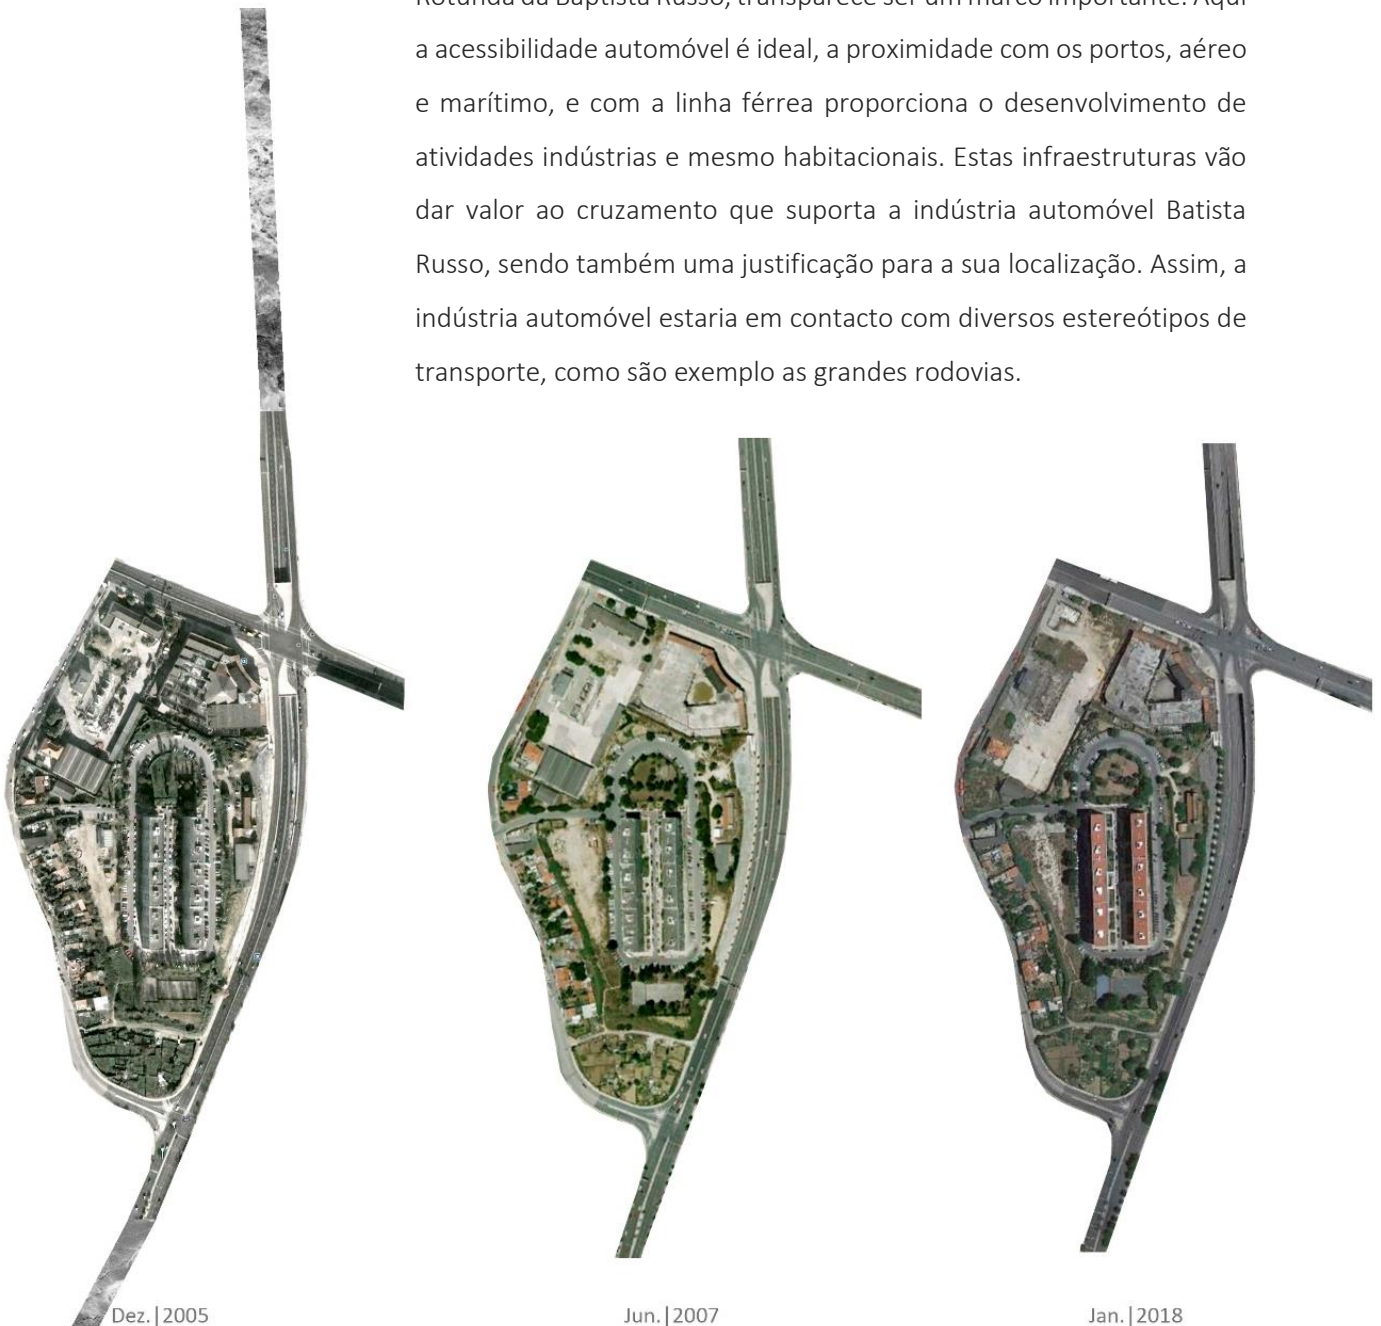 Rotunda da Baptista Russo, transparece ser um marco importante. Aqui
a acessibilidade automóvel é ideal, a proximidade com os portos, aéreo
e marítimo, e com a linha férrea proporciona o desenvolvimento de
atividades indústrias e mesmo habitacionais. Estas infraestruturas vão
dar valor ao cruzamento que suporta a indústria automóvel Batista
Russo, sendo também uma justificação para a sua localização. Assim, a
indústria automóvel estaria em contacto com diversos estereótipos de
transporte, como são exemplo as grandes rodovias.
Dez.|2005
Jun.|2007
Jan.|2018